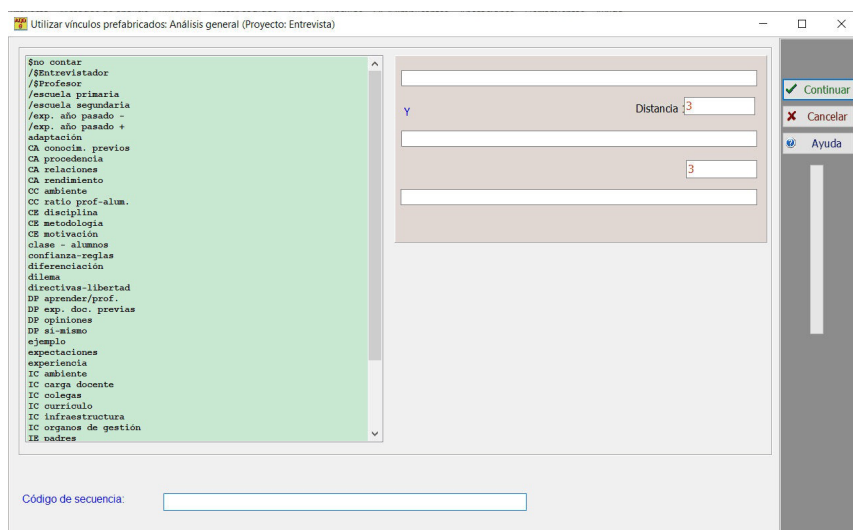 Utilizar vínculos prefabricados: Análisis general (Proyecto: Entrevista)
$no contar
/$Entrevistador
/$Profesor
/escuela primaria
/escuela segundaria
/exp. año pasado -
/exp. año pasado +
adaptación
CA conocim. previos
CA procedencia
CA relaciones
CA rendimiento
CC ambiente
CC ratio prof-alum.
CE disciplina
CE metodología
CE motivación
clase - alumnos
confianza-reglas
diferenciación
dilema
directivas-libertad
DP aprender/prof.
DP exp. doc. previas
DP opiniones
DP sí-mismo
ejemplo
expectaciones
experiencia
IC ambiente
IC carga docente
IC colegas
IC currículo
IC infraestructura
IC organos de gestión
IE padres
Y
Distancia :3
3
Continuar
Cancelar
Ayuda
Código de secuencia: